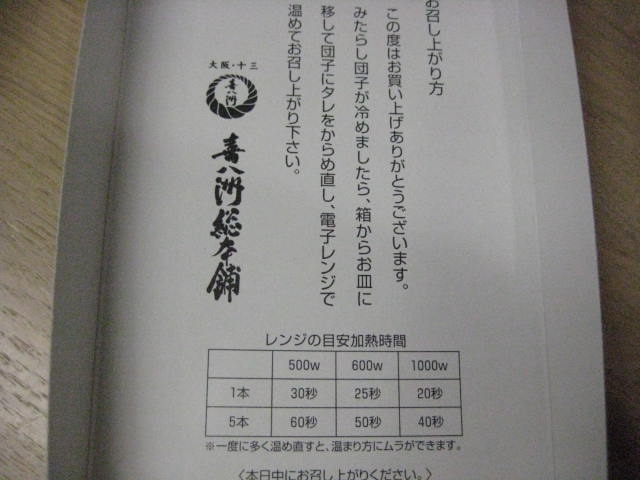 お召し上がり方
この度はお買い上げありがとうございます。
みたらし団子が冷めましたら、箱からお皿に
移して団子にタレをからめ直し、電子レンジで
温めてお召し上がり下さい。
大阪・十三
喜八洲
喜八洲総本舗
レンジの目安加熱時間
500w 600w 1000w
1本 30秒 25秒 20秒
5本 60秒 50秒 40秒
※一度に多く温め直すと、温まり方にムラができます。
〈本日中にお召し上がりください。〉